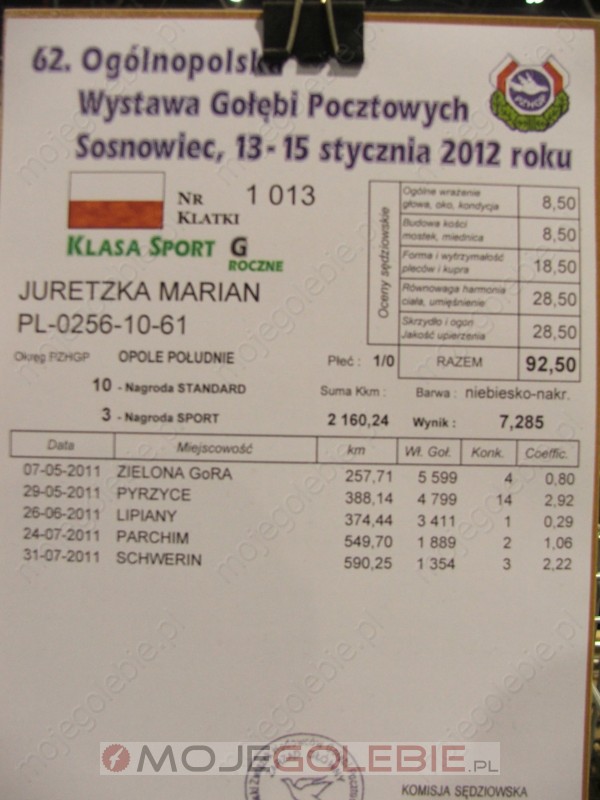 62. Ogólnopolska
Wystawa Gołębi Pocztowych
Sosnowiec, 13 - 15 stycznia 2012 roku
PZHGP
NR KLATKI 1 013
KLASA SPORT G
ROCZNE
JURETZKA MARIAN
PL-0256-10-61
Okręg PZHGP OPOLE POŁUDNIE
Oceny sędziowskie
Ogólne wrażenie głowa, oko, kondycja 8,50
Budowa kości mostek, miednica 8,50
Forma i wytrzymałość pleców i kupra 18,50
Równowaga harmonia ciała, umięśnienie 28,50
Skrzydło i ogon Jakość upierzenia 28,50
Płeć: 1/0 RAZEM 92,50
10 - Nagroda STANDARD Suma Kkm : Barwa : niebiesko-nakr.
3 - Nagroda SPORT 2 160,24 Wynik : 7,285
Data Miejscowość km Wł. Goł. Konk. Coeffic.
07-05-2011 ZIELONA GoRA 257,71 5 599 4 0,80
29-05-2011 PYRZYCE 388,14 4 799 14 2,92
26-06-2011 LIPIANY 374,44 3 411 1 0,29
24-07-2011 PARCHIM 549,70 1 889 2 1,06
31-07-2011 SCHWERIN 590,25 1 354 3 2,22
MOJEGOLEBIE.PL
KOMISJA SĘDZIOWSKA
mojegolebie.pl